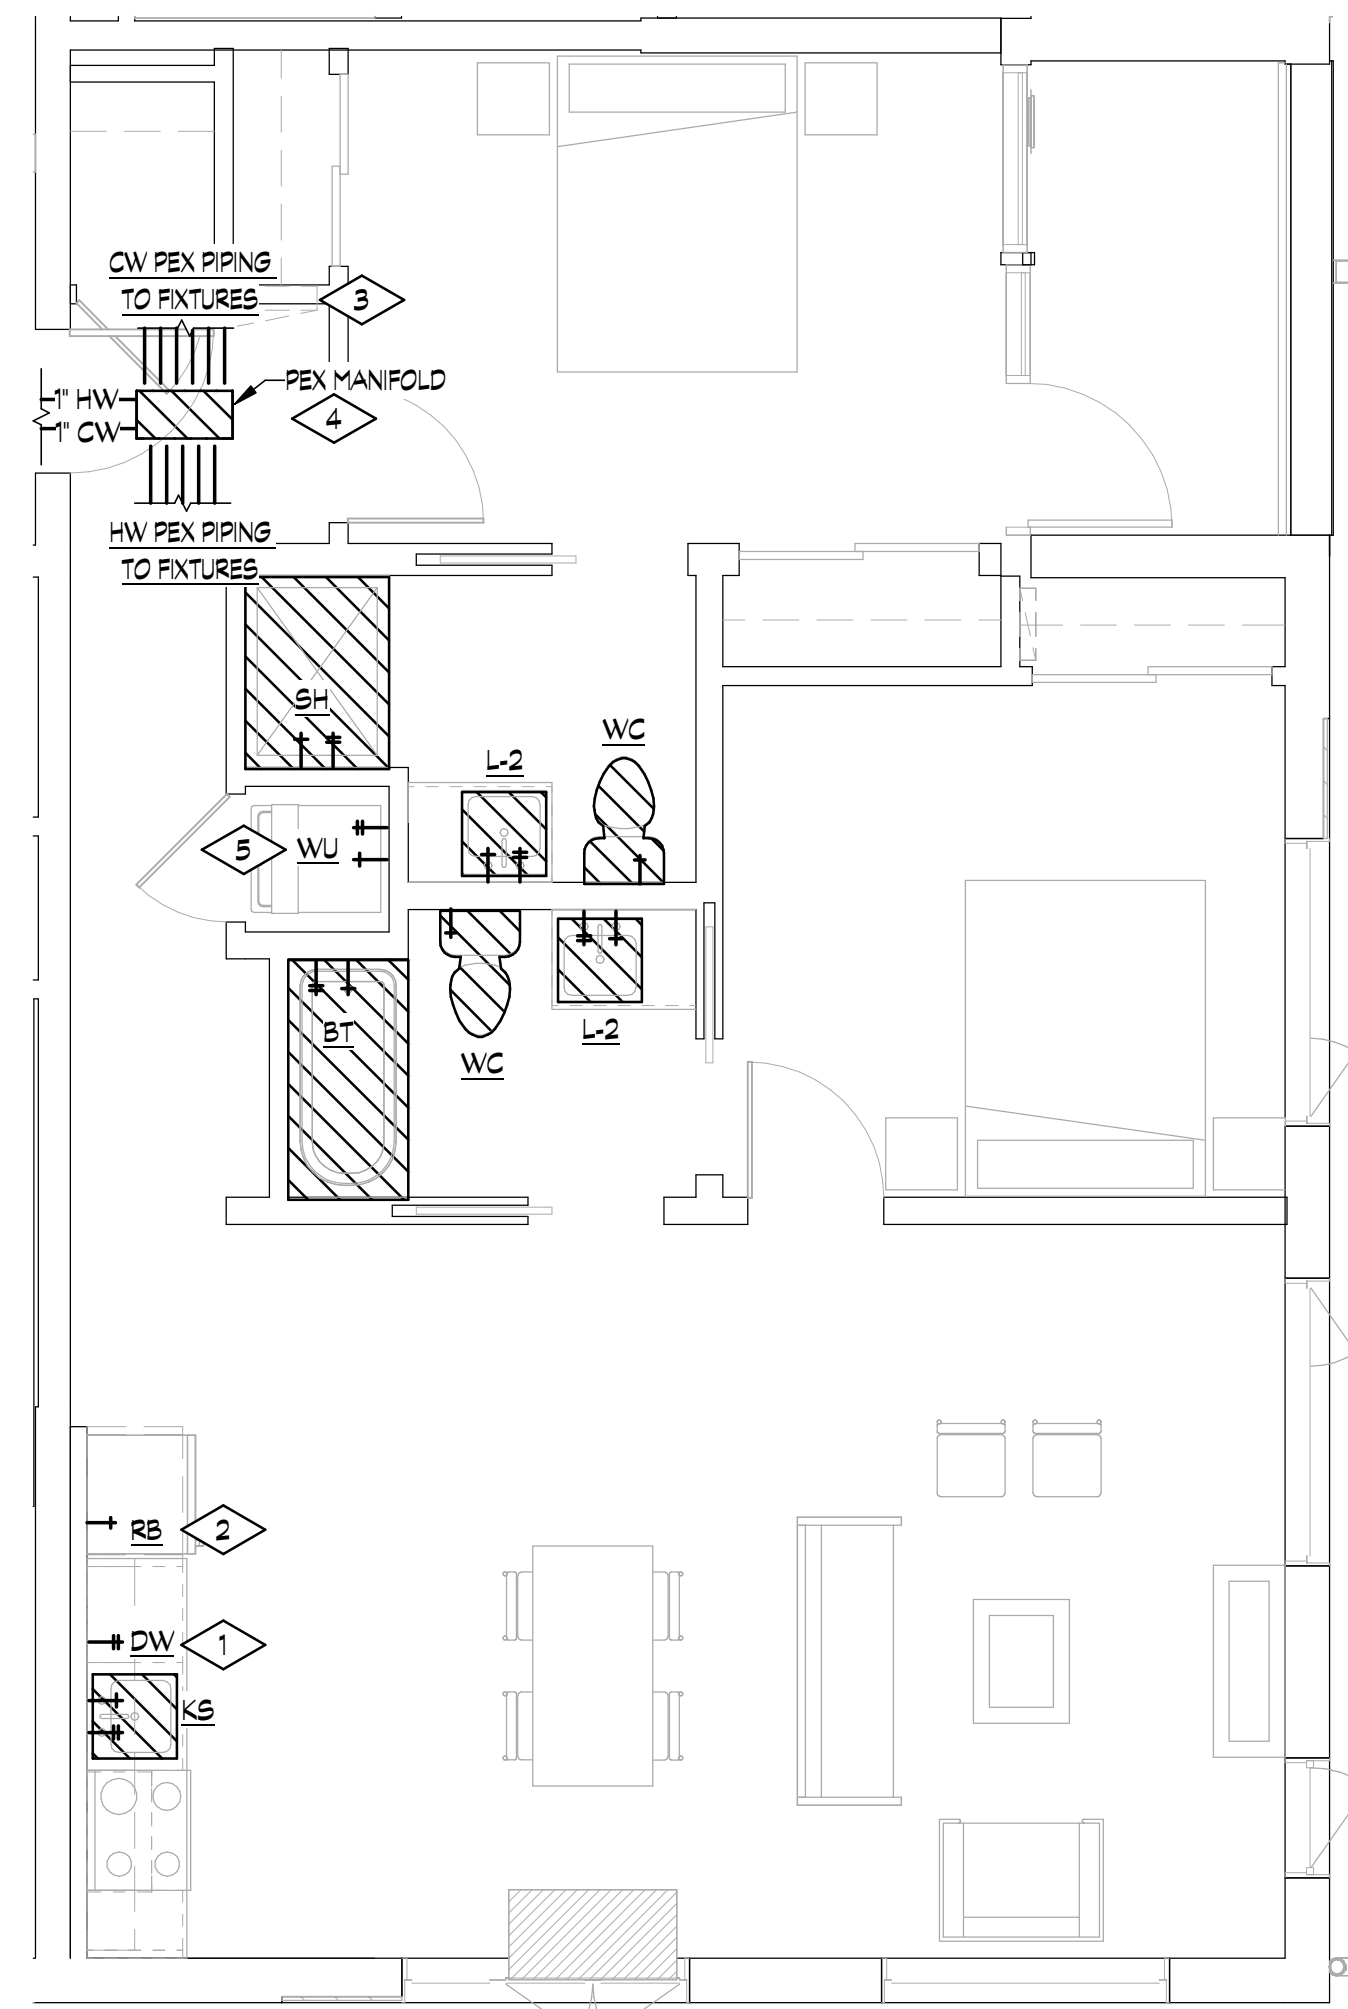 CW PEX PIPING
TO FIXTURES
3
PEX MANIFOLD
1" HW
4
1" CW
HW PEX PIPING
TO FIXTURES
SH
WC
L-2
5
WU
BT
L-2
WC
RB
2
DW
1
KS